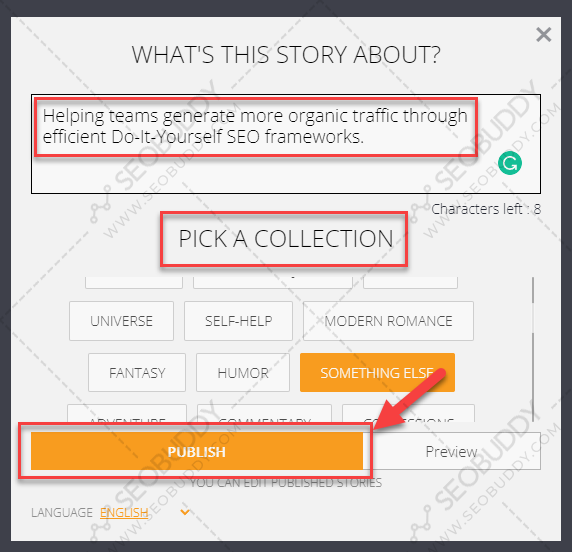 WHAT'S THIS STORY ABOUT?
Helping teams generate more organic traffic through
efficient Do-It-Yourself SEO frameworks.
Characters left : 8
PICK A COLLECTION
UNIVERSE SELF-HELP MODERN ROMANCE
FANTASY HUMOR SOMETHING ELSE
ADVENTURE COMMENTARY CONFESSIONS
PUBLISH Preview
YOU CAN EDIT PUBLISHED STORIES
LANGUAGE ENGLISH
SEOBUDDY
WWW.SEOBUDDY.COM